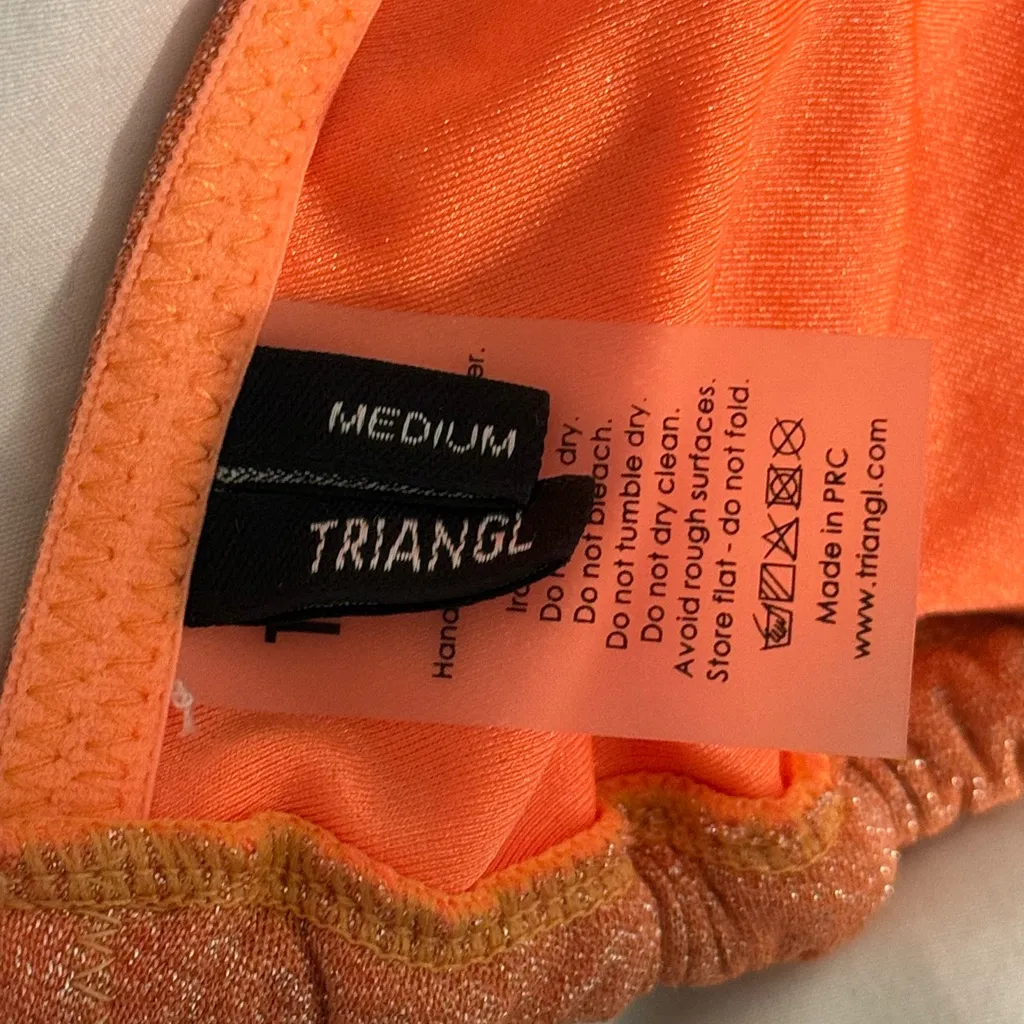 MEDIUM
TRIANGL
er.
dry.
Do not bleach.
Do not tumble dry.
Do not dry clean.
Avoid rough surfaces.
Store flat - do not fold.
Made in PRC
www.triangl.com